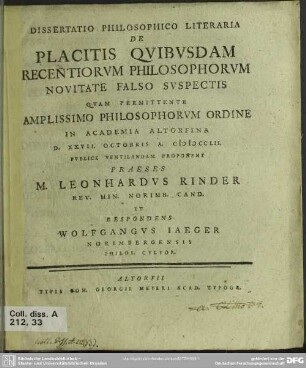 DISSERTATIO PHILOSOPHICO LITERARIA
DE
PLACITIS QVIBVSDAM
RECENTIORVM PHILOSOPHORVM
NOVITATE FALSO SVSPECTIS
QVAM PERMITTENTE
AMPLISSIMO PHILOSOPHORVM ORDINE
IN ACADEMIA ALTORFINA
D. XXVII. OCTOBRIS A. CIƆIƆCCLII.
PVBLICE VENTILANDAM PROPONENT
PRAESES
M. LEONHARDVS RINDER
REV. MIN. NORIMB. CAND.
ET
RESPONDENS
WOLFGANGVS IAEGER
NORIMBERGENSIS
PHILOS. CVLTOR.
ALTORFII
TYPIS IOH. GEORGII MEYERI ACAD. TYPOGR.
Coll. diss. A
212, 33